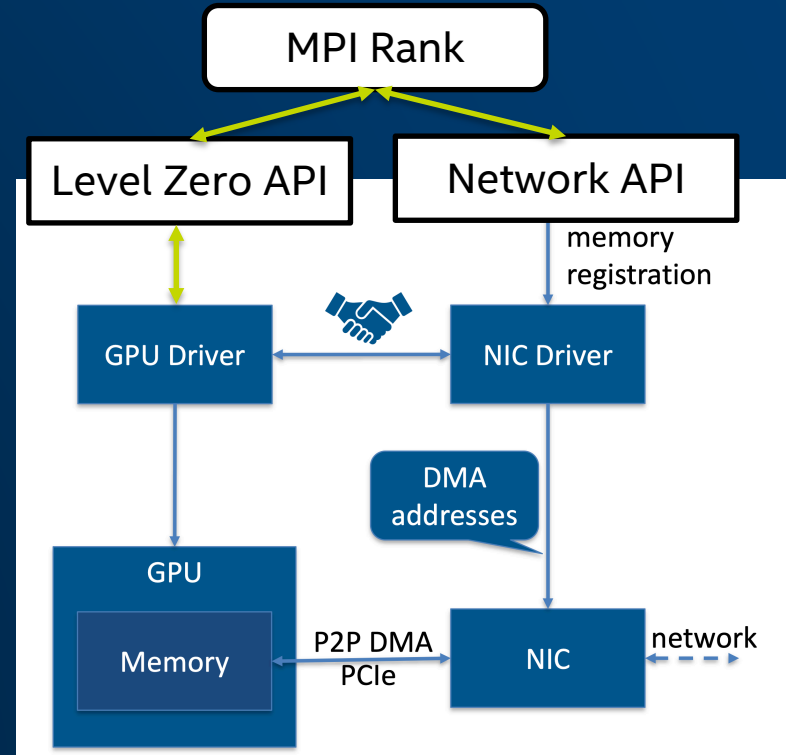 MPI Rank
Level Zero API
Network API
memory
registration
GPU Driver
NIC Driver
DMA
addresses
GPU
Memory
P2P DMA
PCIe
NIC
network